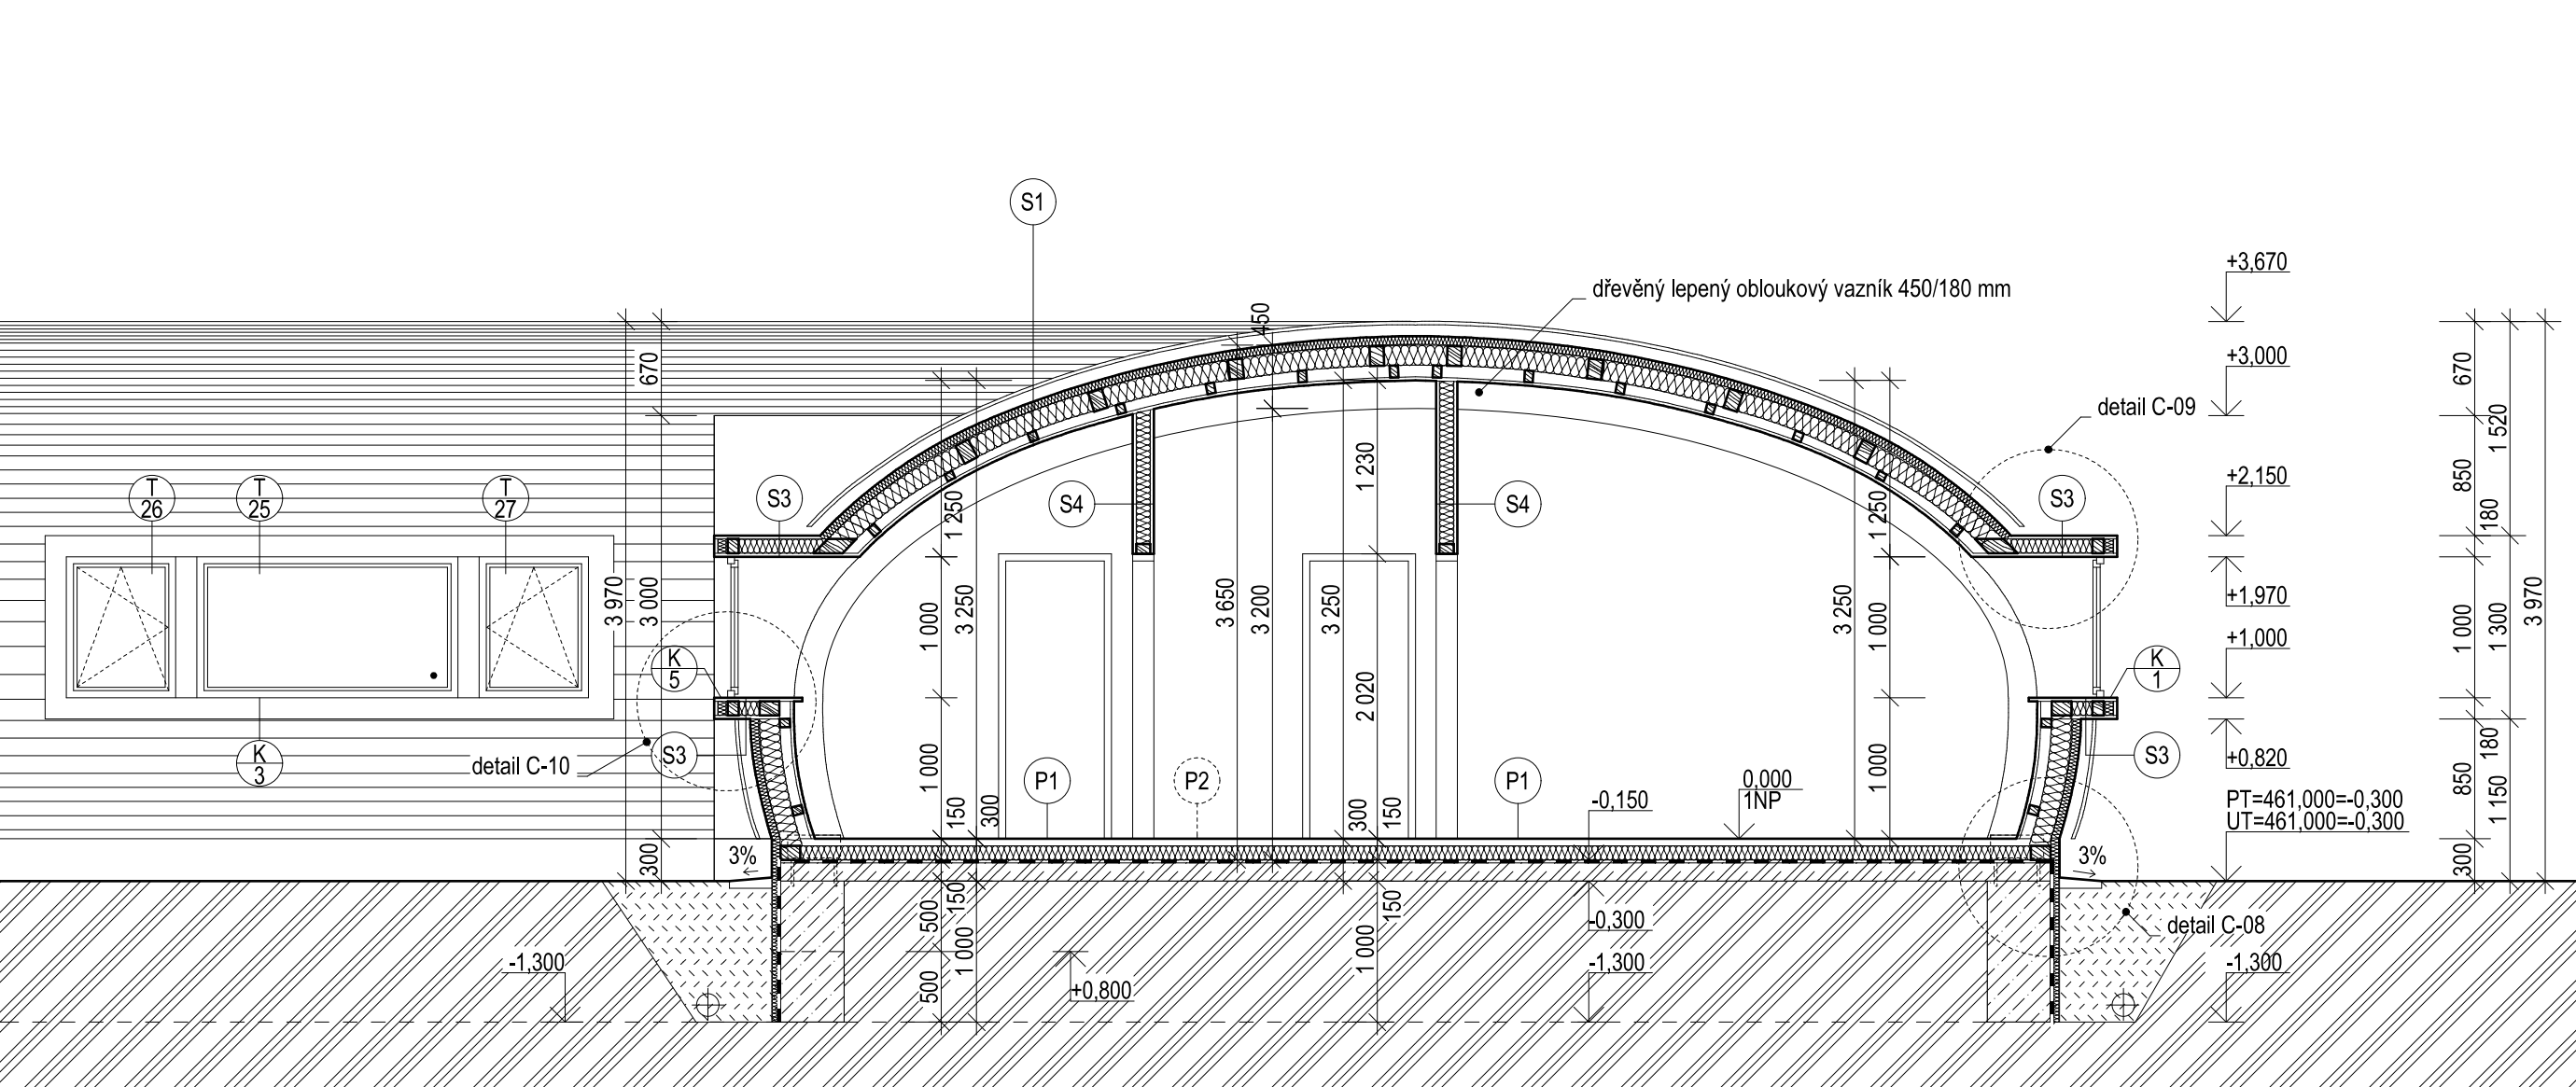 S1
+3,670
dřevěný lepený obloukový vazník 450/180 mm
450
670
+3,000
670
detail C-09
1 520
T
26
T
25
T
27
S3
1 250
S4
1 230
S4
1 250
S3
+2,150
850
180
3 970
3 000
1 000
3 250
3 650
3 200
3 250
2 020
3 250
1 000
+1,970
+1,000
1 000
1 300
3 970
K
5
K
1
K
3
detail C-10
S3
1 000
P1
P2
P1
-0,150
0,000
1NP
1 000
S3
+0,820
180
850
1 150
150
300
300
150
PT=461,000=-0,300
UT=461,000=-0,300
300
3%
3%
300
500
150
150
-0,300
detail C-08
-1,300
500
1 000
+0,800
1 000
-1,300
-1,300